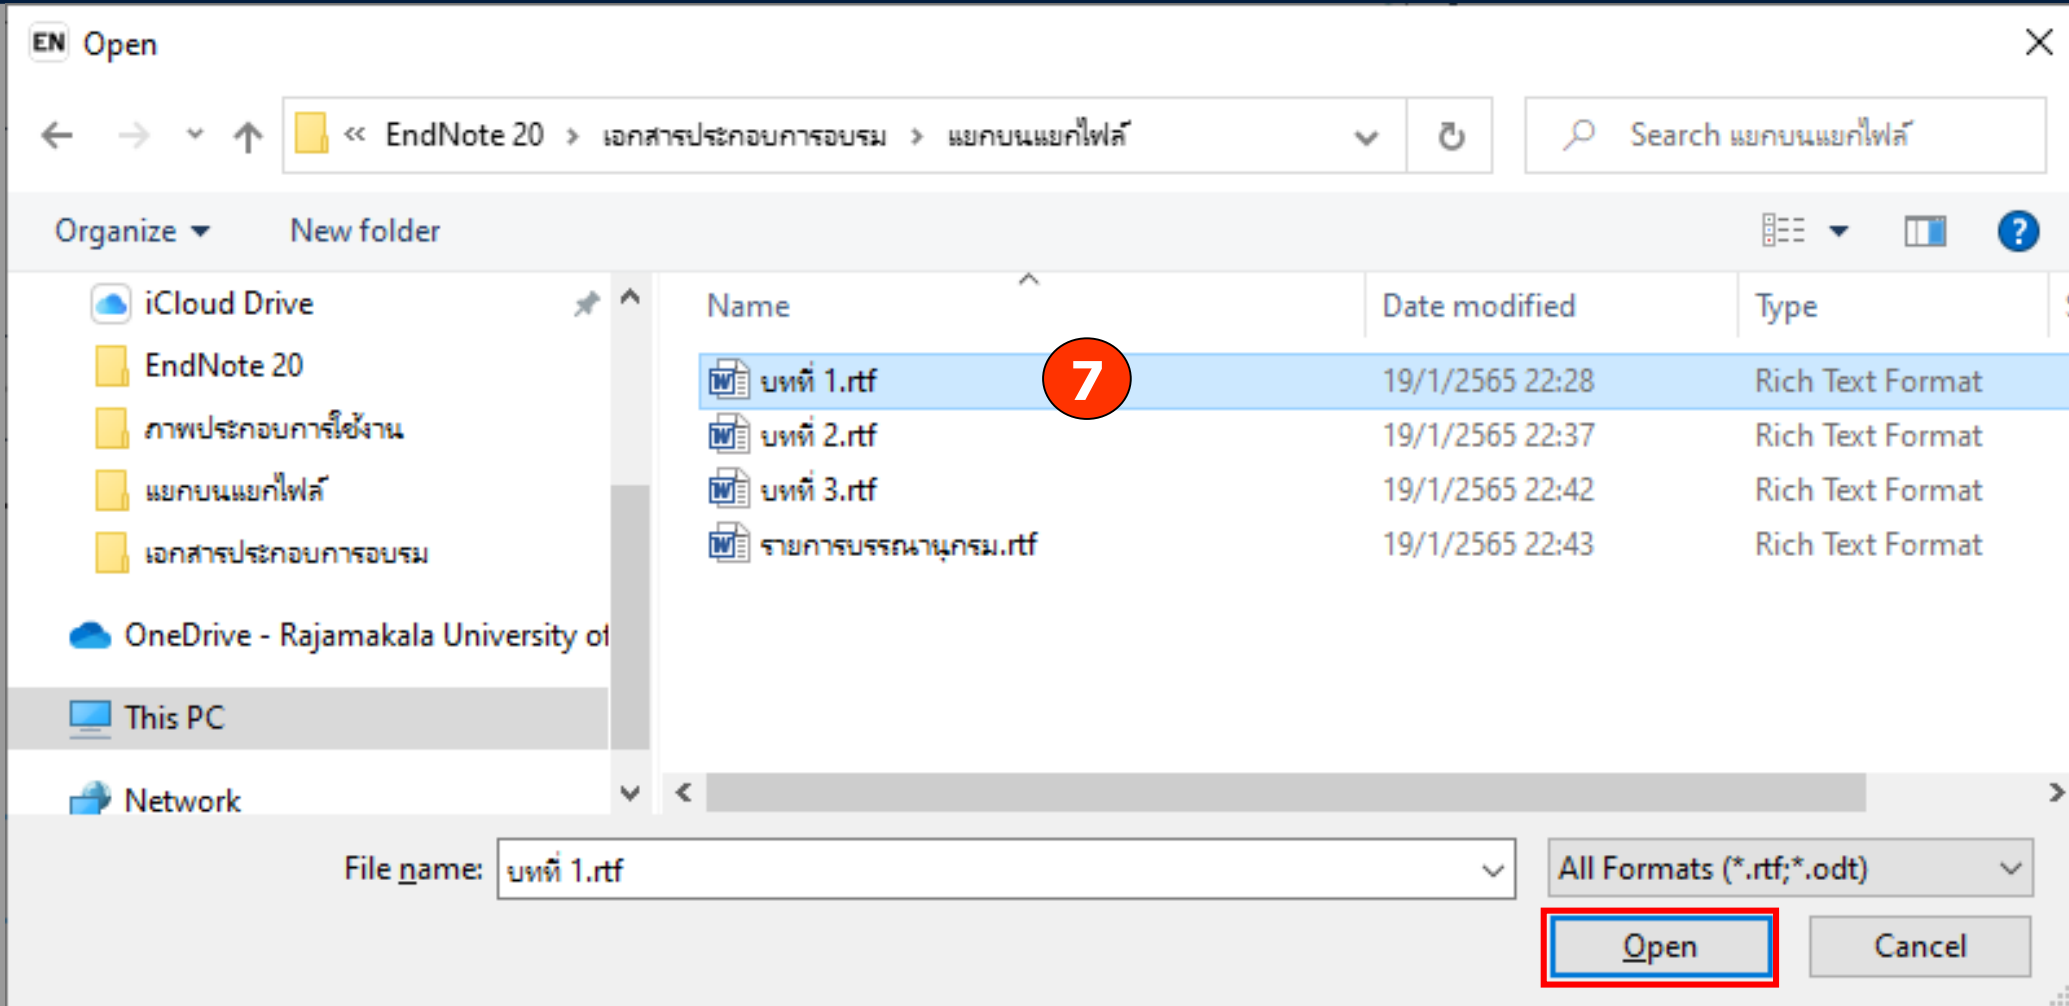 EN Open
« EndNote 20 > เอกสารประกอบการอบรม > แยกบนแยกไฟล์
Search แยกบนแยกไฟล์
Organize
New folder
?
iCloud Drive
EndNote 20
ภาพประกอบการใช้งาน
แยกบนแยกไฟล์
เอกสารประกอบการอบรม
OneDrive - Rajamakala University of
This PC
Network
Name Date modified Type
บทที่ 1.rtf 7 19/1/2565 22:28 Rich Text Format
บทที่ 2.rtf 19/1/2565 22:37 Rich Text Format
บทที่ 3.rtf 19/1/2565 22:42 Rich Text Format
รายการบรรณานุกรม.rtf 19/1/2565 22:43 Rich Text Format
File name: บทที่ 1.rtf All Formats (*.rtf;*.odt)
Open Cancel